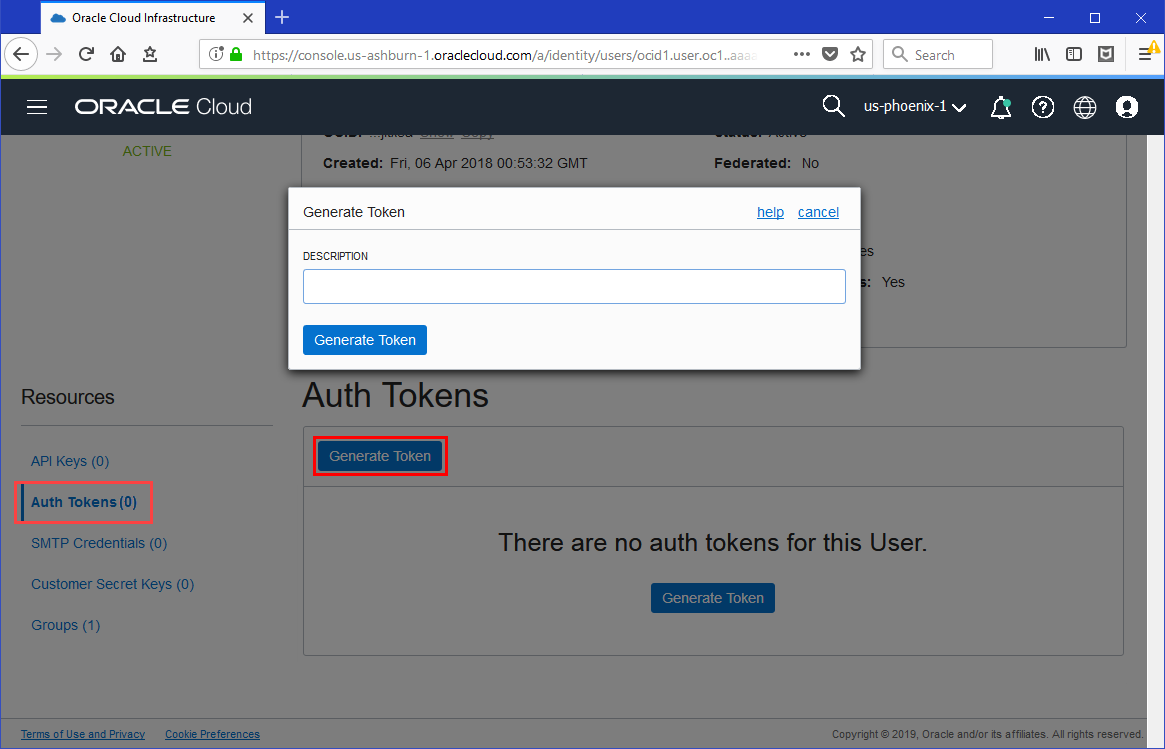 Oracle Cloud Infrastructure
https://console.us-ashburn-1.oraclecloud.com/a/identity/users/ocid1.user.oc1..aaaa
Search
ORACLE Cloud
us-phoenix-1
ACTIVE
Show Copy
Active
Created: Fri, 06 Apr 2018 00:53:32 GMT
Federated: No
Generate Token
help
cancel
DESCRIPTION
es
s: Yes
Generate Token
Resources
Auth Tokens
API Keys (0)
Generate Token
Auth Tokens (0)
SMTP Credentials (0)
There are no auth tokens for this User.
Customer Secret Keys (0)
Generate Token
Groups (1)
Terms of Use and Privacy
Cookie Preferences
Copyright © 2019, Oracle and/or its affiliates. All rights reserved.